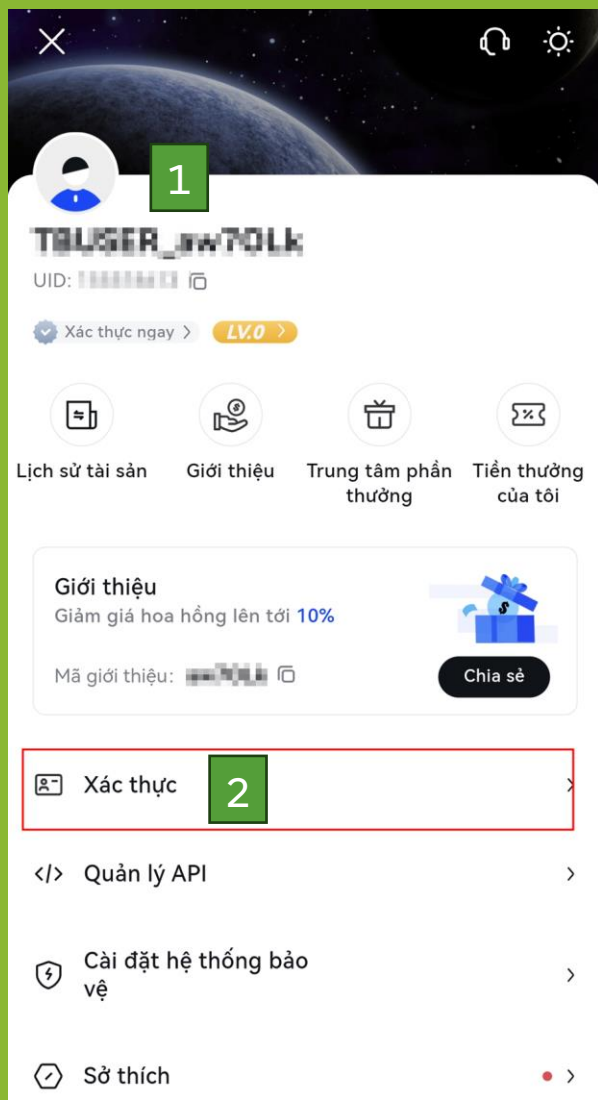 1
UID:
Xác thực ngay >
LV.0 >
Lịch sử tài sản
Giới thiệu
Trung tâm phần thưởng
Tiền thưởng của tôi
Giới thiệu
Giảm giá hoa hồng lên tới 10%
Mã giới thiệu:
Chia sẻ
Xác thực
2
</> Quản lý API
Cài đặt hệ thống bảo
vệ
Sở thích